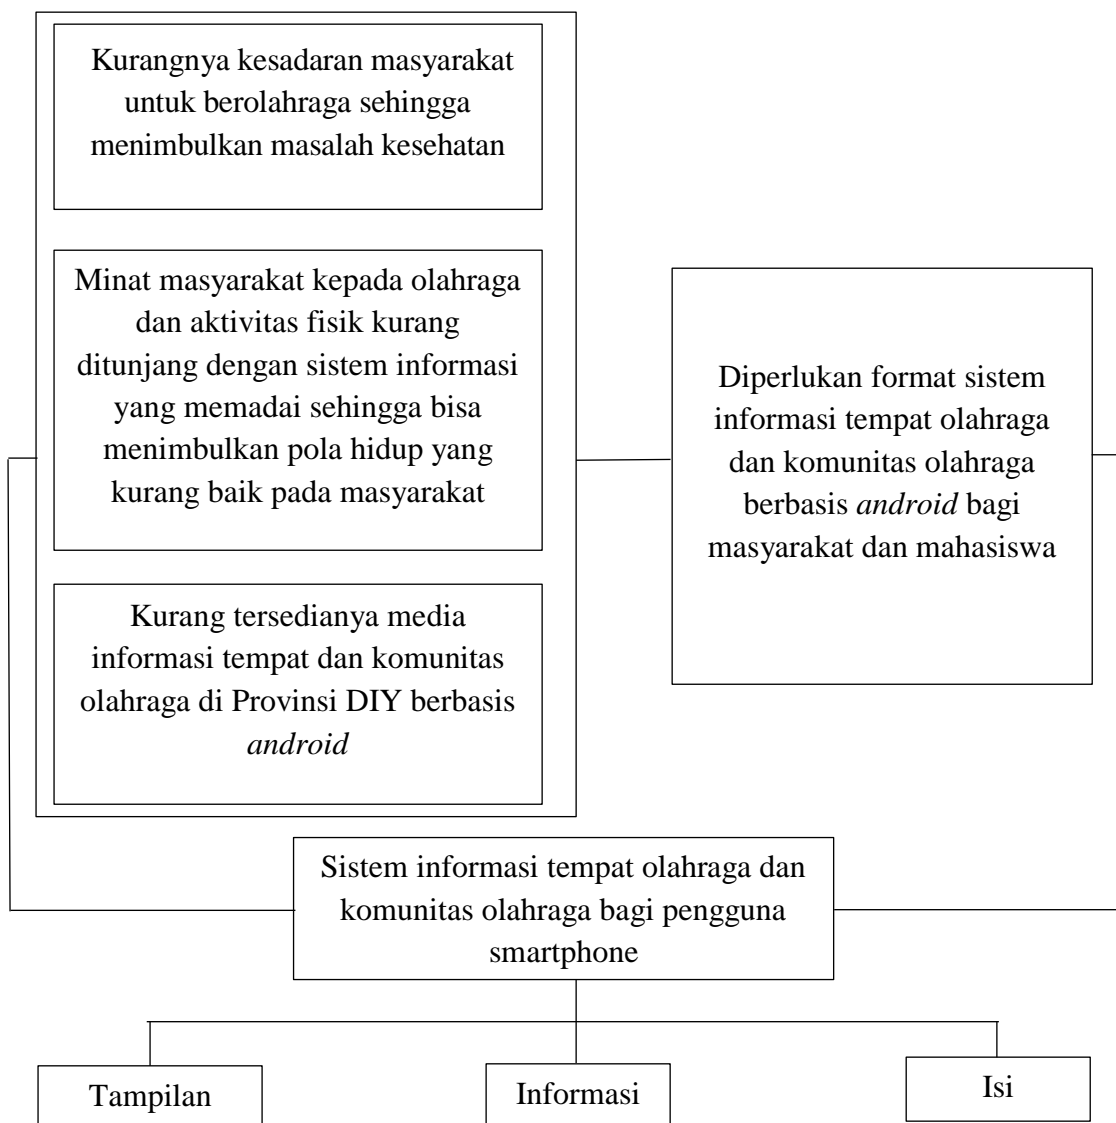 Kurangnya kesadaran masyarakat
untuk berolahraga sehingga
menimbulkan masalah kesehatan
Minat masyarakat kepada olahraga
dan aktivitas fisik kurang
ditunjang dengan sistem informasi
yang memadai sehingga bisa
menimbulkan pola hidup yang
kurang baik pada masyarakat
Kurang tersedianya media
informasi tempat dan komunitas
olahraga di Provinsi DIY berbasis
android
Diperlukan format sistem
informasi tempat olahraga
dan komunitas olahraga
berbasis android bagi
masyarakat dan mahasiswa
Sistem informasi tempat olahraga dan
komunitas olahraga bagi pengguna
smartphone
Tampilan
Informasi
Isi